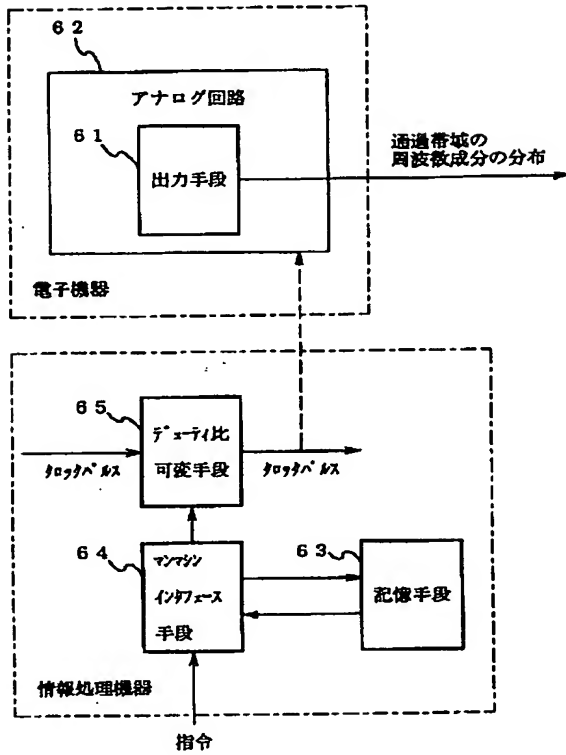 62
アナログ回路
61
出力手段
通過帯域の
周波数成分の分布
電子機器
65
デューティ比
可変手段
クロックパルス
クロックパルス
64
マンマシン
インタフェース
手段
63
記憶手段
情報処理機器
指令